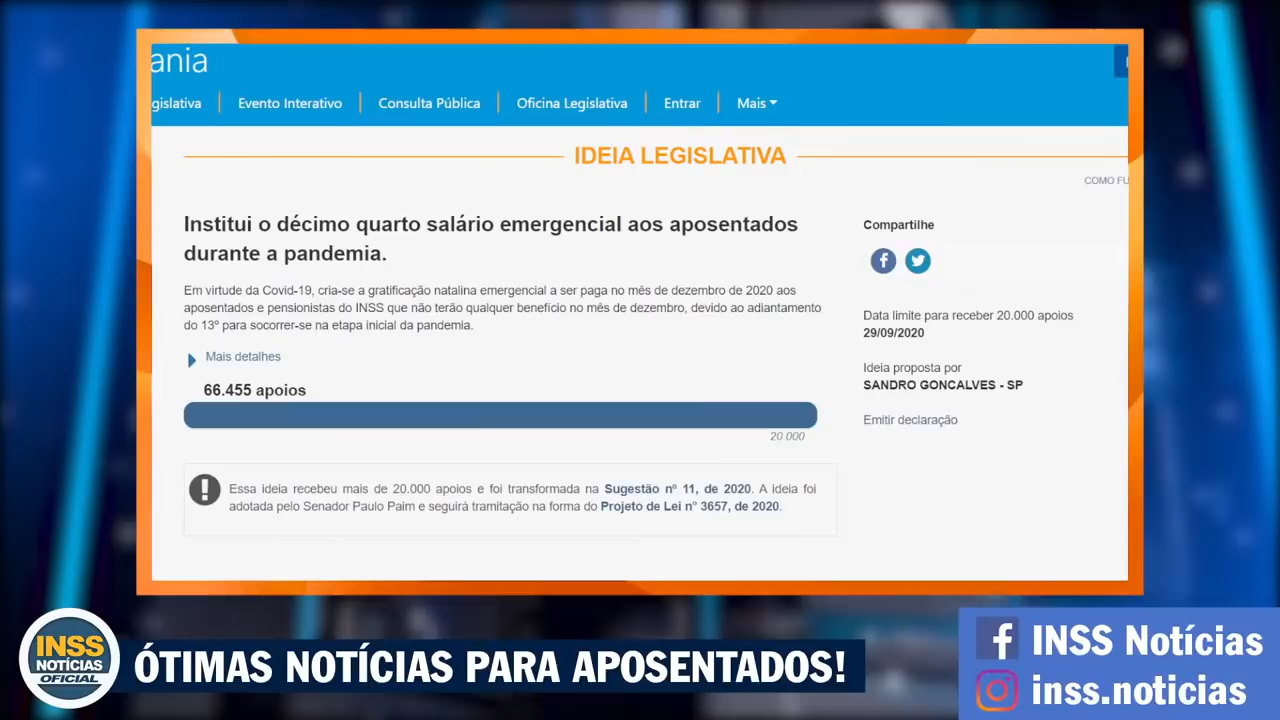 ania
gislativa
Evento Interativo
Consulta Pública
Oficina Legislativa
Entrar
Mais
IDEIA LEGISLATIVA
COMO FU
Institui o décimo quarto salário emergencial aos aposentados
durante a pandemia.
Em virtude da Covid-19, cria-se a gratificação natalina emergencial a ser paga no mês de dezembro de 2020 aos
aposentados e pensionistas do INSS que não terão qualquer benefício no mês de dezembro, devido ao adiantamento
do 13º para socorrer-se na etapa inicial da pandemia.
Mais detalhes
66.455 apoios
20.000
Essa ideia recebeu mais de 20.000 apoios e foi transformada na Sugestão nº 11, de 2020. A ideia foi
adotada pelo Senador Paulo Paim e seguirá tramitação na forma do Projeto de Lei n° 3657, de 2020.
Compartilhe
Data limite para receber 20.000 apoios
29/09/2020
Ideia proposta por
SANDRO GONCALVES - SP
Emitir declaração
INSS
NOTÍCIAS
OFICIAL
ÓTIMAS NOTÍCIAS PARA APOSENTADOS!
INSS Notícias
inss.noticias